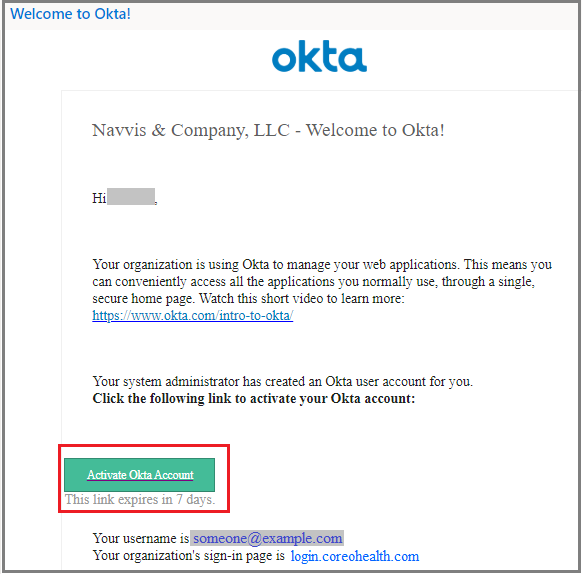 Welcome to Okta!
okta
Navvis & Company, LLC - Welcome to Okta!
Hi ,
Your organization is using Okta to manage your web applications. This means you
can conveniently access all the applications you normally use, through a single,
secure home page. Watch this short video to learn more:
https://www.okta.com/intro-to-okta/
Your system administrator has created an Okta user account for you.
Click the following link to activate your Okta account:
Activate Okta Account
This link expires in 7 days.
Your username is someone@example.com
Your organization's sign-in page is login.coreohealth.com